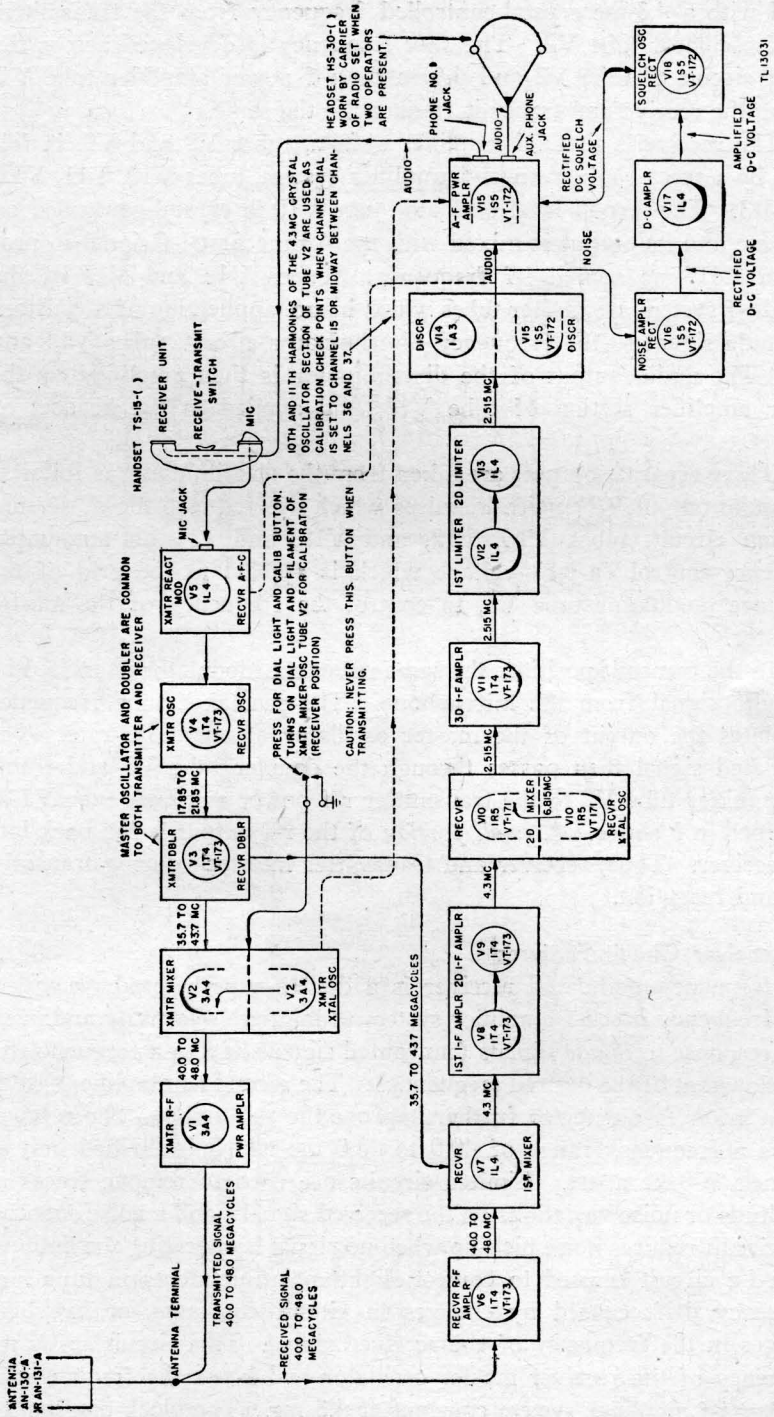 ANTENNA
AN-130-A
OR AN-131-A
ANTENNA TERMINAL
TRANSMITTED SIGNAL
40.0 TO 48.0 MEGACYCLES
RECEIVED SIGNAL
40.0 TO 48.0
MEGACYCLES
XMTR R-F
V1
3A4
PWR AMPLR
40.0 TO
48.0 MC
XMTR MIXER
V2
3A4
V2
3A4
XMTR
XTAL OSC
35.7 TO
43.7 MC
XMTR DBLR
V3
1T4
VT-173
RECVR DBLR
17.85 TO
21.85 MC
XMTR OSC
V4
1T4
VT-173
RECVR OSC
MASTER OSCILLATOR AND DOUBLER ARE COMMON
TO BOTH TRANSMITTER AND RECEIVER
XMTR REACT
MOD
V5
1L4
RECVR A-F-C
MIC JACK
HANDSET TS-15-( )
RECEIVER UNIT
RECEIVE-TRANSMIT
SWITCH
MIC
PRESS FOR DIAL LIGHT AND CALIB BUTTON.
TURNS ON DIAL LIGHT AND FILAMENT OF
XMTR MIXER-OSC TUBE V2 FOR CALIBRATION
(RECEIVER POSITION)
CAUTION: NEVER PRESS THIS BUTTON WHEN
TRANSMITTING.
10TH AND 11TH HARMONICS OF THE 4.3 MC CRYSTAL
OSCILLATOR SECTION OF TUBE V2 ARE USED AS
CALIBRATION CHECK POINTS WHEN CHANNEL DIAL
IS SET TO CHANNEL 15 OR MIDWAY BETWEEN CHAN-
NELS 36 AND 37.
HEADSET HS-30-( )
WORN BY CARRIER
OF RADIO SET WHEN
TWO OPERATORS
ARE PRESENT.
35.7 TO 43.7 MEGACYCLES
RECVR R-F
AMPLR
V6
1T4
VT-173
40.0 TO
48.0 MC
RECVR
V7
1L4
1ST MIXER
4.3 MC
1ST I-F AMPLR
V8
1T4
VT-173
2D I-F AMPLR
V9
1T4
VT-173
4.3 MC
RECVR
V10
1R5
VT-171
2D MIXER
6.815MC
V10
1R5
VT-171
RECVR
XTAL OSC
2.515 MC
3D I-F AMPLR
V11
1T4
VT-173
2.515 MC
1ST LIMITER
V12
1L4
2D LIMITER
V13
1L4
2.515 MC
DISCR
V14
1A3
V15
1S5
VT-172
DISCR
AUDIO
AUDIO
A-F PWR
AMPLR
V15
1S5
VT-172
PHONE NO. 1
JACK
AUDIO
AUX. PHONE
JACK
NOISE
RECTIFIED
DC SQUELCH
VOLTAGE
NOISE AMPLR
RECT
V16
1S5
VT-172
RECTIFIED
D-C VOLTAGE
D-C AMPLR
V17
1L4
AMPLIFIED
D-C VOLTAGE
SQUELCH OSC
RECT
V18
1S5
VT-172
TL 13031